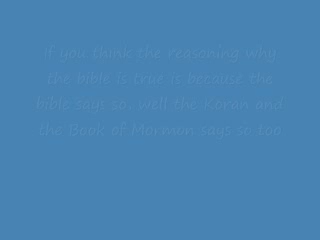 if you think the reasoning why
the bible is true is because the
bible says so, well the Koran and
the Book of Mormon says so too